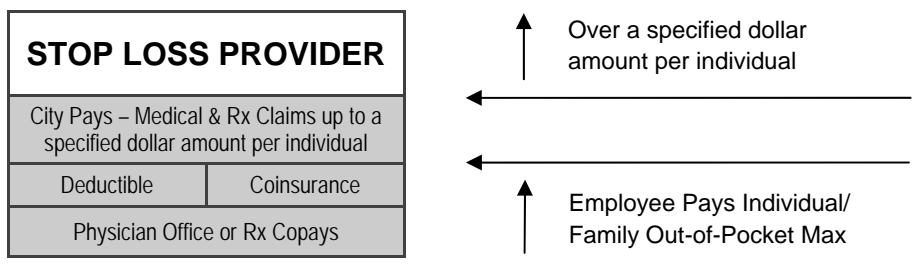 STOP LOSS PROVIDER
City Pays – Medical & Rx Claims up to a
specified dollar amount per individual
Deductible
Coinsurance
Physician Office or Rx Copays
Over a specified dollar
amount per individual
Employee Pays Individual/
Family Out-of-Pocket Max